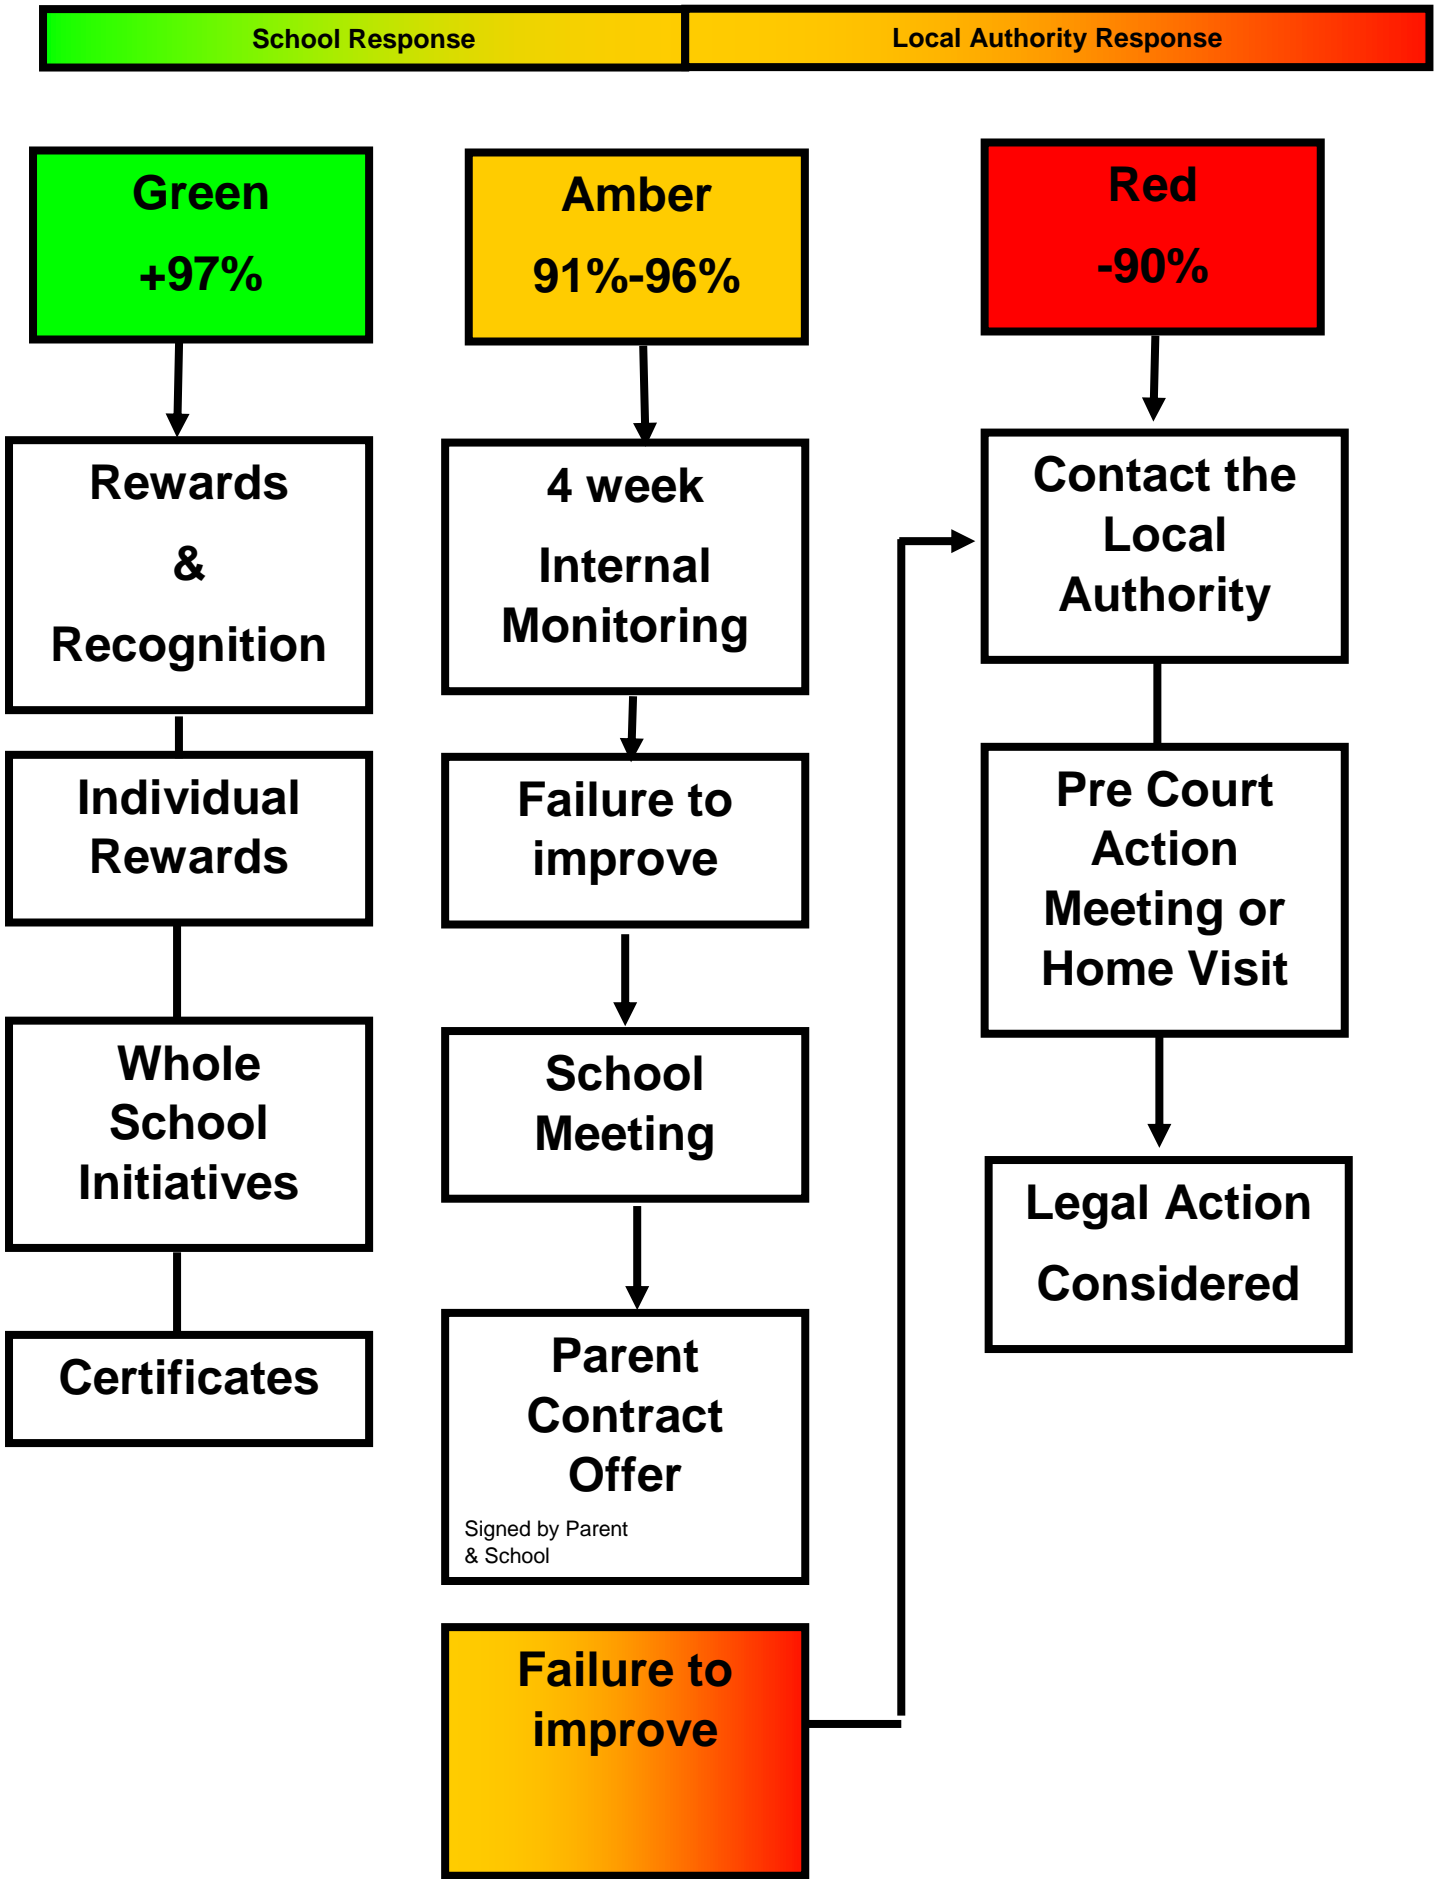 School Response
Local Authority Response
Green
+97%
Rewards
&
Recognition
Individual
Rewards
Whole
School
Initiatives
Certificates
Amber
91%-96%
4 week
Internal
Monitoring
Failure to
improve
School
Meeting
Parent
Contract
Offer
Signed by Parent
& School
Failure to
improve
Red
-90%
Contact the
Local
Authority
Pre Court
Action
Meeting or
Home Visit
Legal Action
Considered